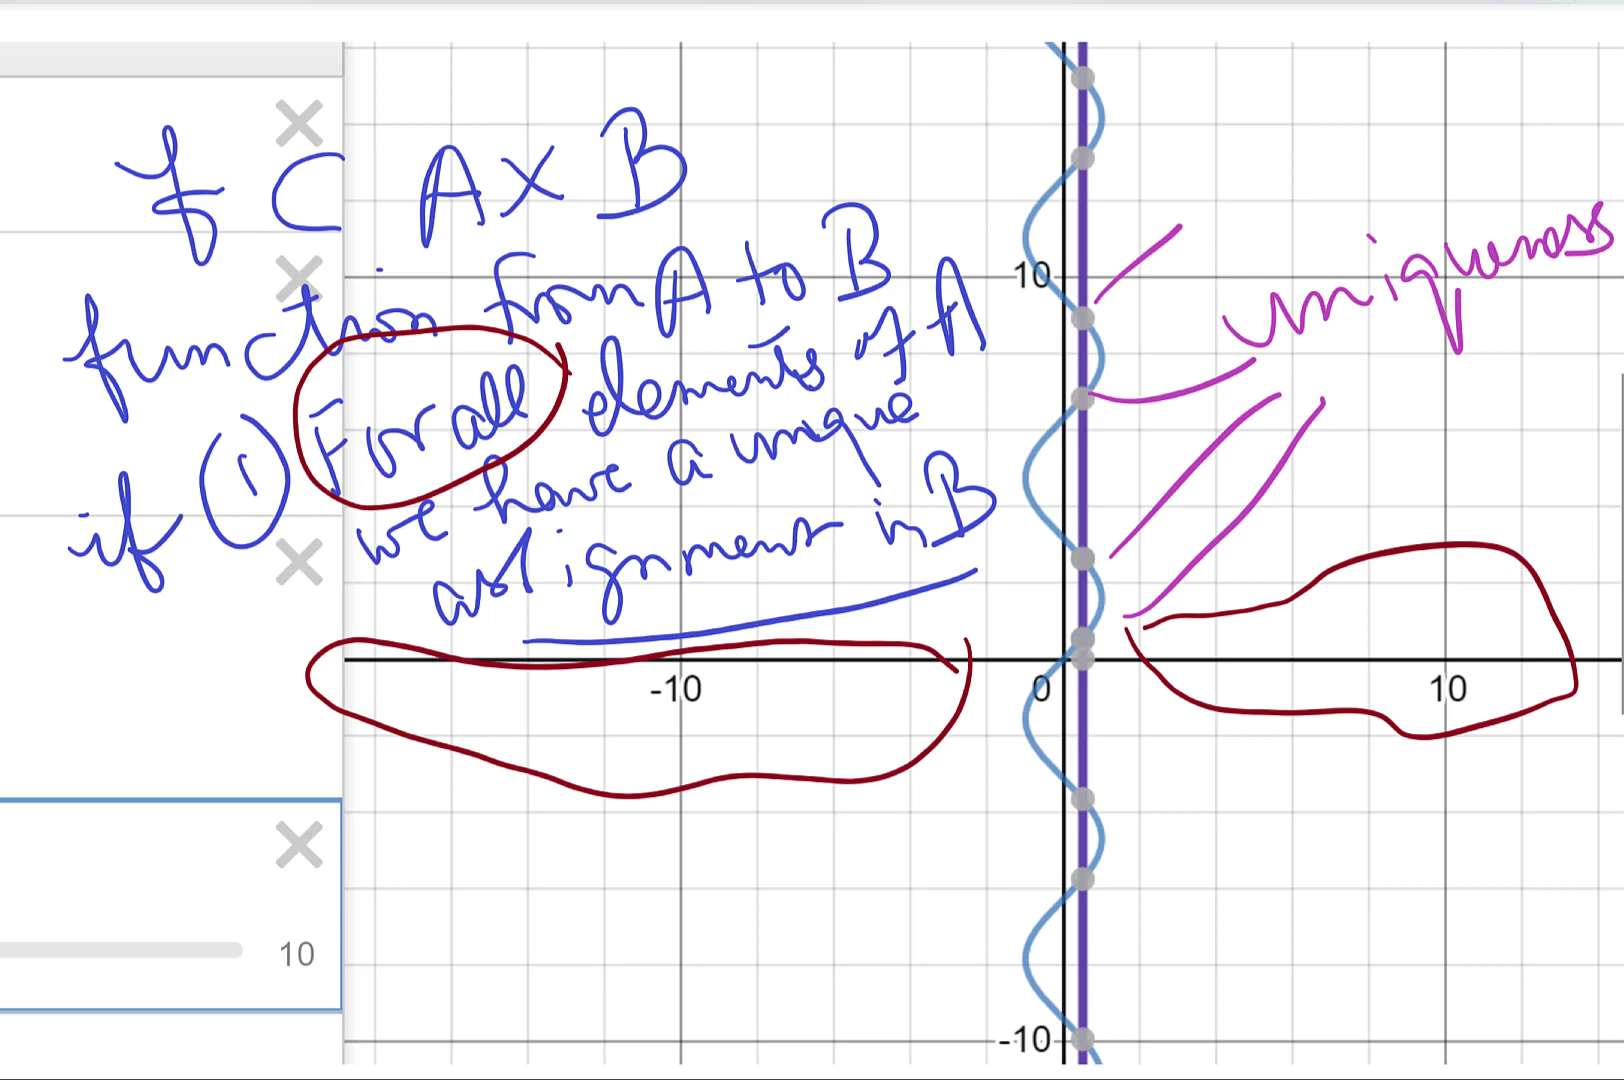 f ⊂ A × B
function from A to B
if ① For all elements of A
we have a unique
assignment in B
uniqueness
10
-10
0
10
-10
10